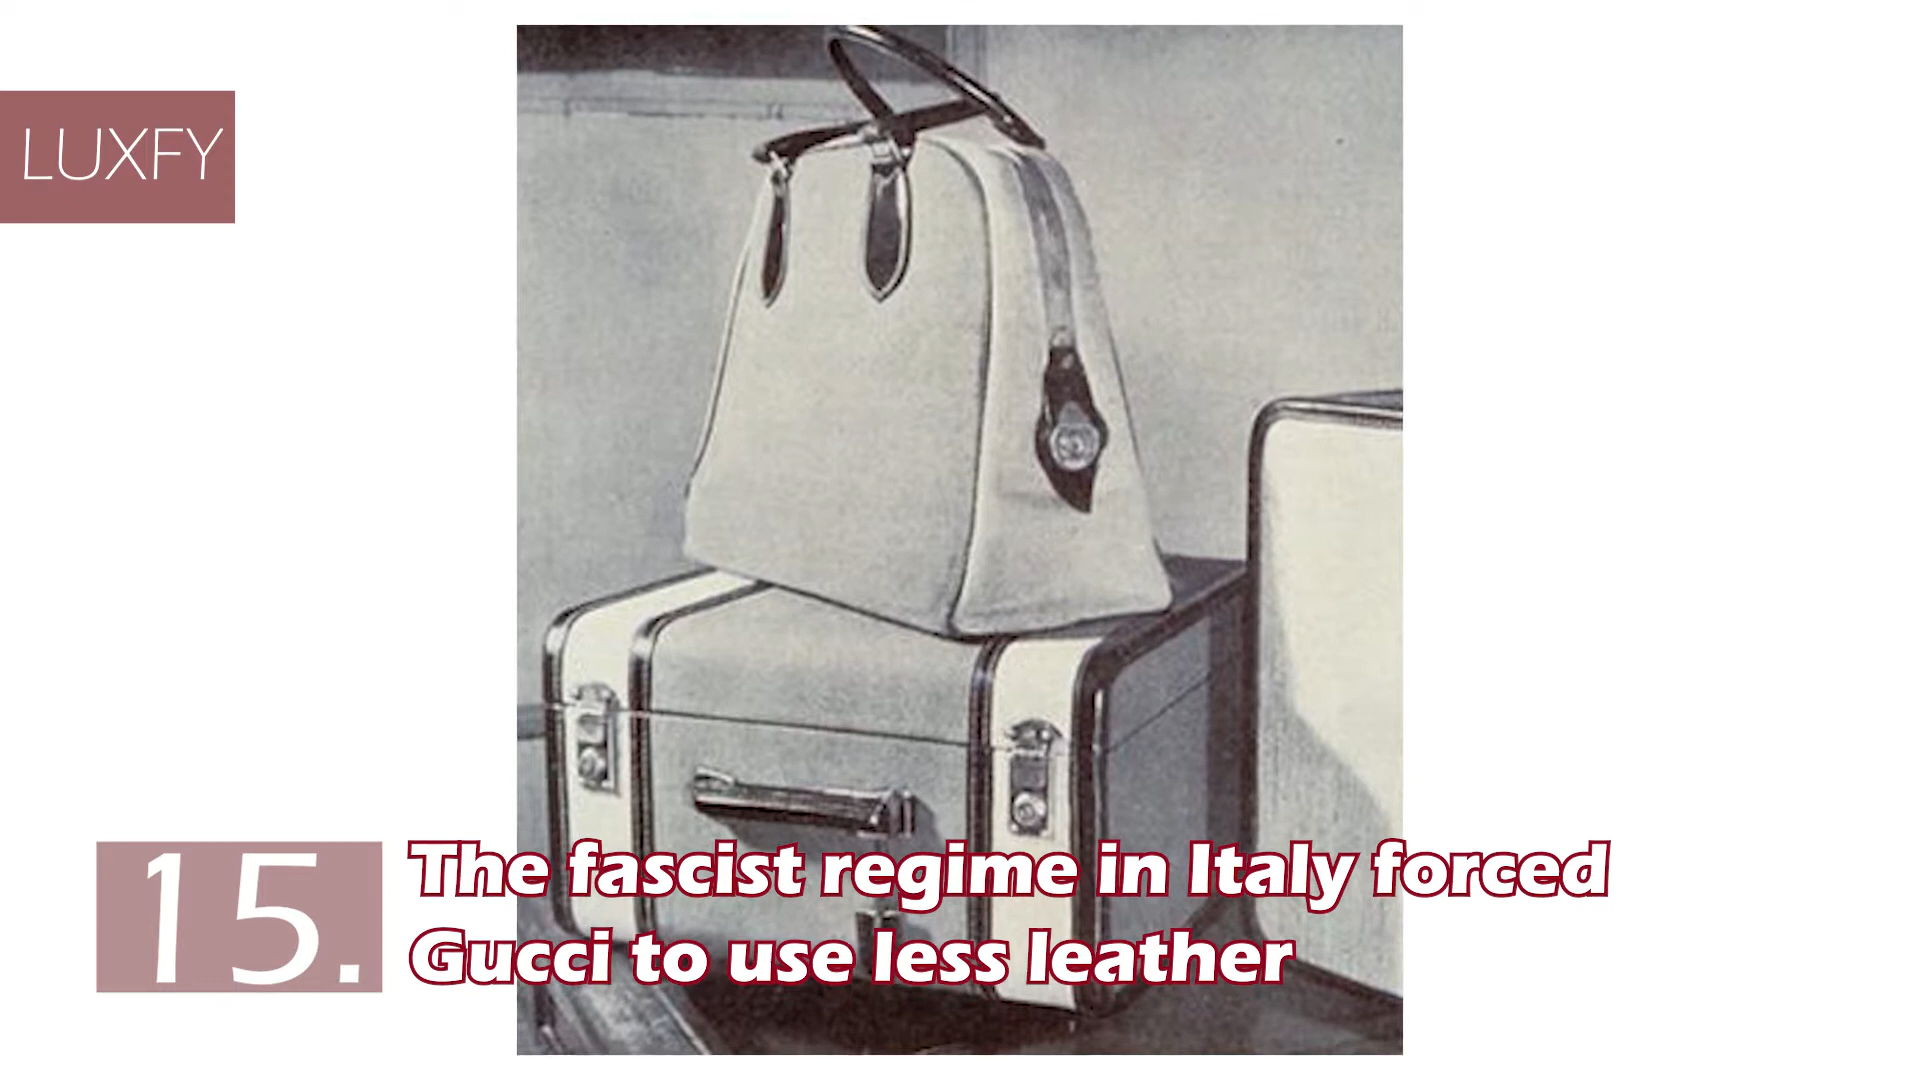 LUXFY
15. The fascist regime in Italy forced
Gucci to use less leather